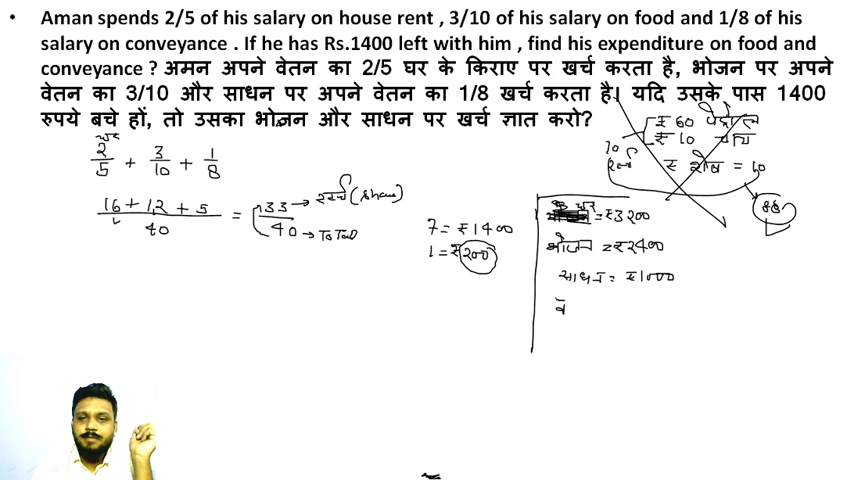 • Aman spends 2/5 of his salary on house rent , 3/10 of his salary on food and 1/8 of his
salary on conveyance . If he has Rs.1400 left with him , find his expenditure on food and
conveyance ? अमन अपने वेतन का 2/5 घर के किराए पर खर्च करता है, भोजन पर अपने
वेतन का 3/10 और साधन पर अपने वेतन का 1/8 खर्च करता है। यदि उसके पास 1400
रुपये बचे हों, तो उसका भोजन और साधन पर खर्च ज्ञात करो?
₹ 60
₹ 10
70
₹ शेष = 40
घर
2/5 + 3/10 + 1/8
16 + 12 + 5 / 40 = 33 / 40
→ खर्च
→ Total
7 = ₹1400
1 = ₹200
घर = ₹3200
भोजन = ₹2400
साधन = ₹1000
वे